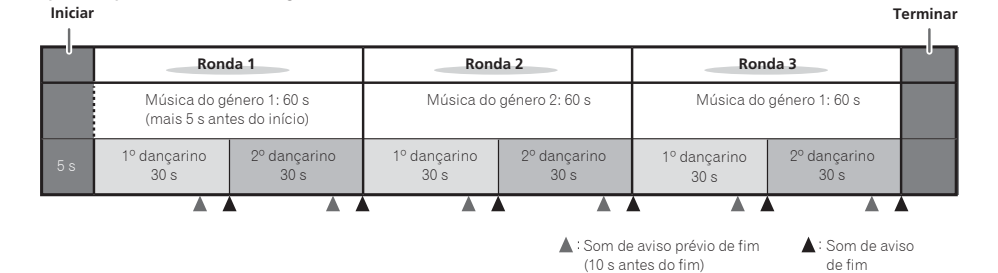 Iniciar
Terminar
Ronda 1
Ronda 2
Ronda 3
Música do género 1: 60 s
(mais 5 s antes do início)
Música do género 2: 60 s
Música do género 1: 60 s
5 s
1º dançarino
30 s
2º dançarino
30 s
1º dançarino
30 s
2º dançarino
30 s
1º dançarino
30 s
2º dançarino
30 s
: Som de aviso prévio de fim
(10 s antes do fim)
: Som de aviso
de fim